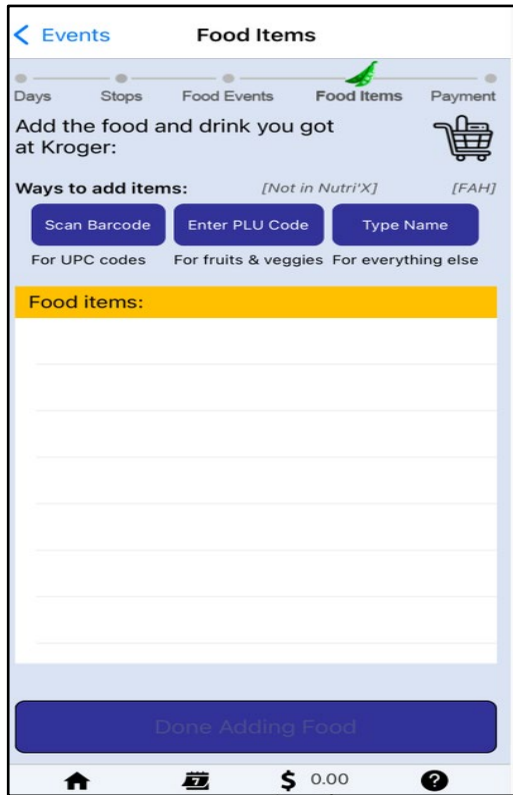 Events Food Items
Days Stops Food Events Food Items Payment
Add the food and drink you got
at Kroger:
Ways to add items: [Not in Nutri'X] [FAH]
Scan Barcode Enter PLU Code Type Name
For UPC codes For fruits & veggies For everything else
Food items:
Done Adding Food
7 $ 0.00 ?